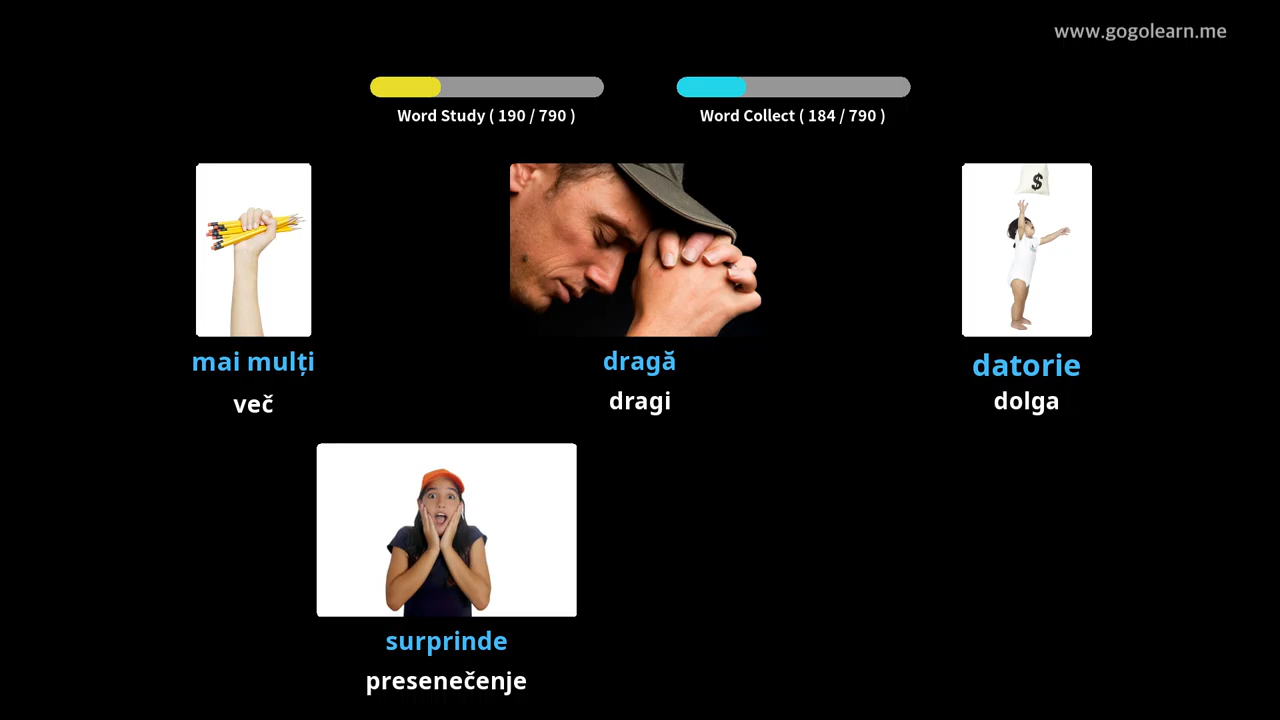 www.gogolearn.me
Word Study ( 190 / 790 )
Word Collect ( 184 / 790 )
$
mai mulți
več
dragă
dragi
datorie
dolga
surprinde
presenečenje